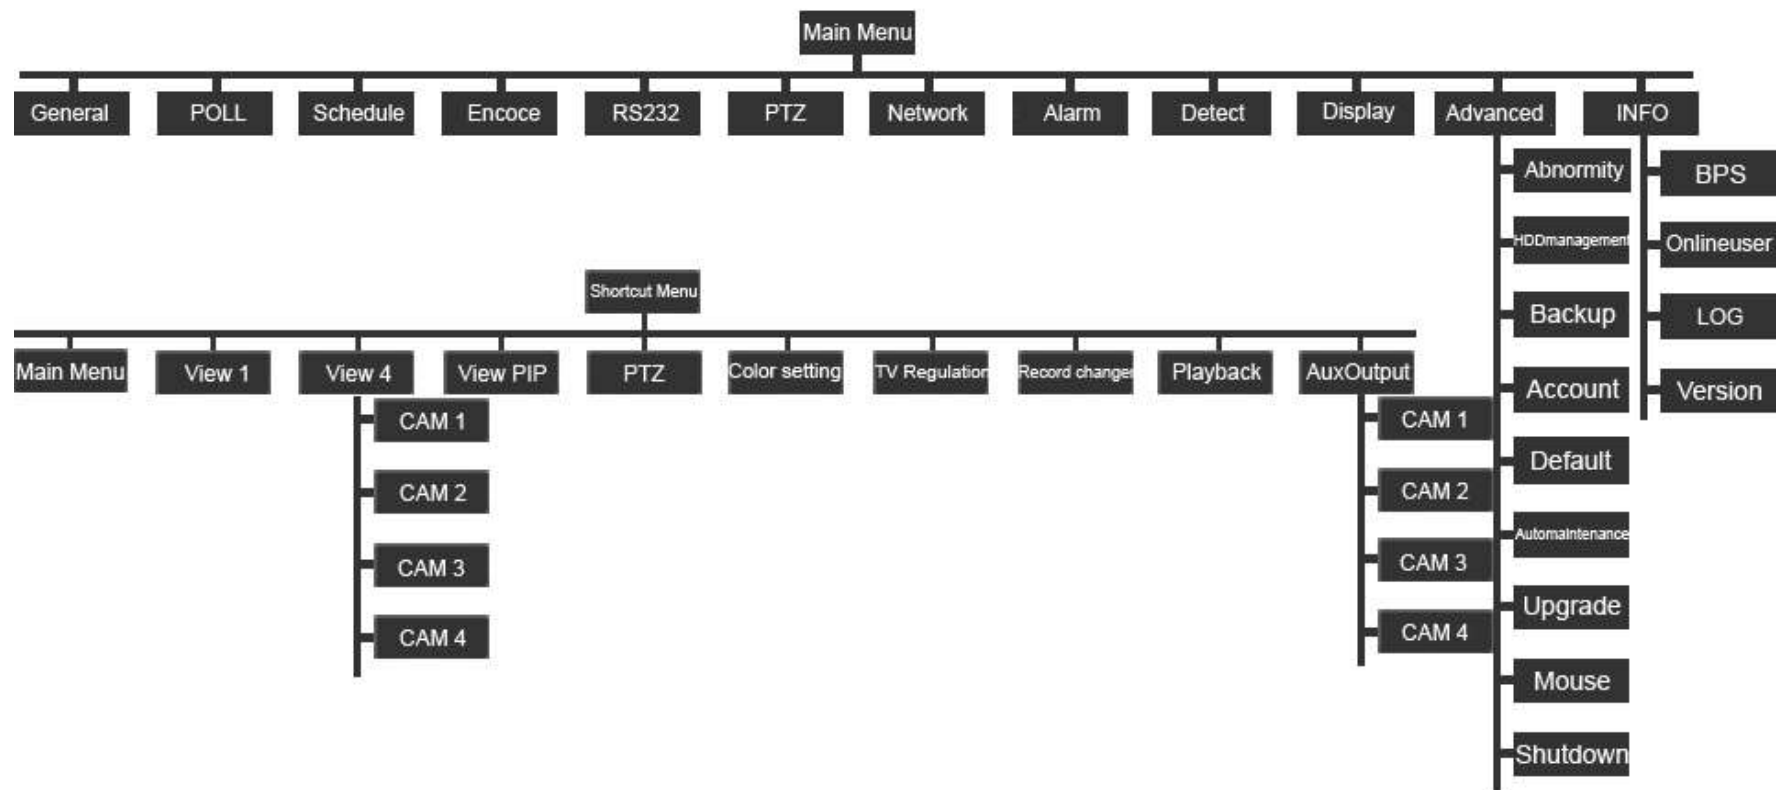 Main Menu
General POLL Schedule Encoce RS232 PTZ Network Alarm Detect Display Advanced INFO
Abnormity
HDDmanagement
Backup
Account
Default
Automaintenance
Upgrade
Mouse
Shutdown
BPS
Onlineuser
LOG
Version
Shortcut Menu
Main Menu View 1 View 4 View PIP PTZ Color setting TV Regulation Record changer Playback AuxOutput
CAM 1
CAM 2
CAM 3
CAM 4
CAM 1
CAM 2
CAM 3
CAM 4